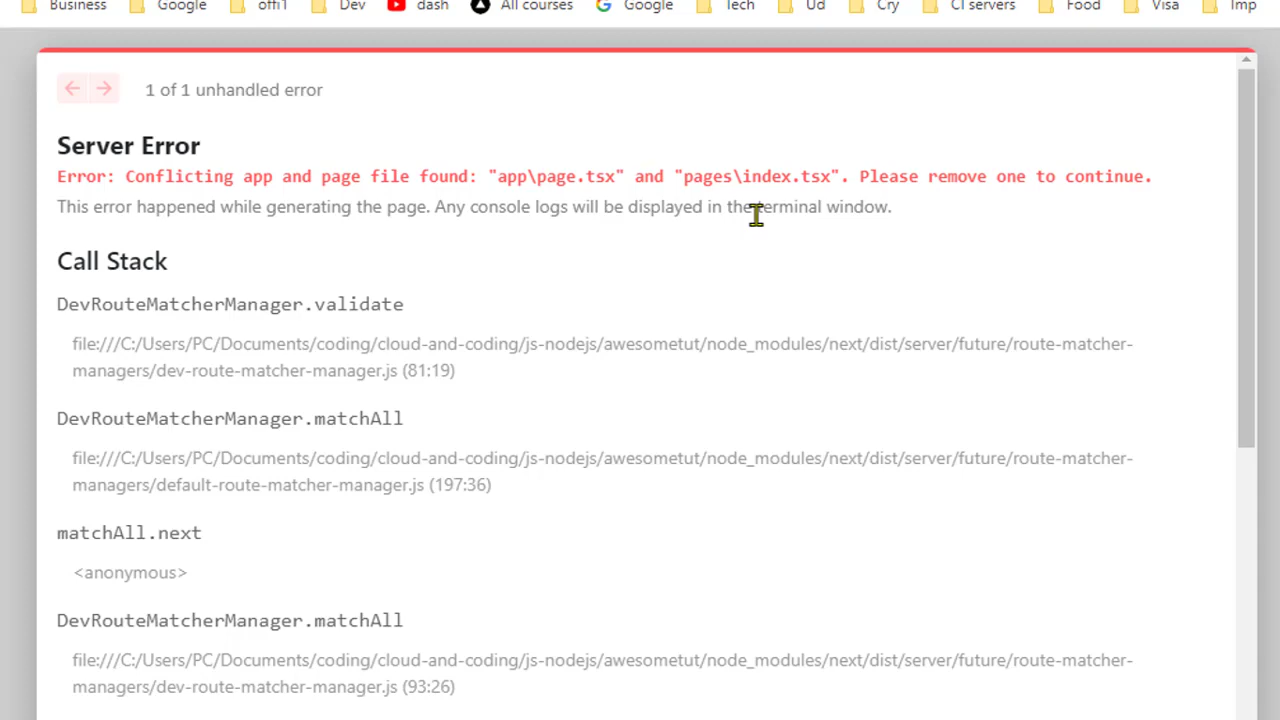 Business Google offi1 Dev dash All courses Google Tech Ud Cry CI servers Food Visa Imp
1 of 1 unhandled error
Server Error
Error: Conflicting app and page file found: "app\page.tsx" and "pages\index.tsx". Please remove one to continue.
This error happened while generating the page. Any console logs will be displayed in the terminal window.
Call Stack
DevRouteMatcherManager.validate
file:///C:/Users/PC/Documents/coding/cloud-and-coding/js-nodejs/awesometut/node_modules/next/dist/server/future/route-matcher-
managers/dev-route-matcher-manager.js (81:19)
DevRouteMatcherManager.matchAll
file:///C:/Users/PC/Documents/coding/cloud-and-coding/js-nodejs/awesometut/node_modules/next/dist/server/future/route-matcher-
managers/default-route-matcher-manager.js (197:36)
matchAll.next
<anonymous>
DevRouteMatcherManager.matchAll
file:///C:/Users/PC/Documents/coding/cloud-and-coding/js-nodejs/awesometut/node_modules/next/dist/server/future/route-matcher-
managers/dev-route-matcher-manager.js (93:26)